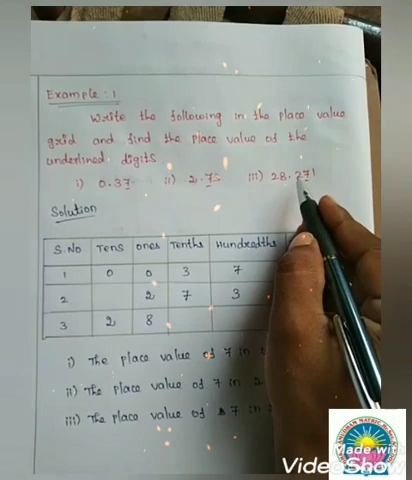 Example : 1
Write the following in the place value
grid and find the place value of the
underlined digits
i) 0.37 ii) 2.73 iii) 28.271
Solution
S.No Tens ones Tenths Hundredths
1 0 0 3 7
2 2 7 3
3 2 8
i) The place value of 7 in
ii) The place value of 7 in 2
iii) The place value of 7 in
Made with
VideoShow